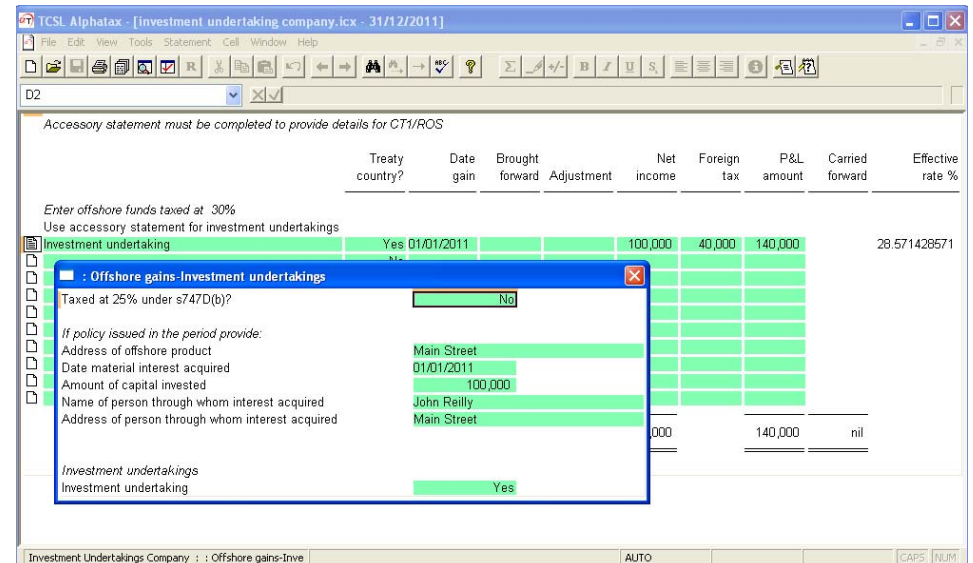 TCSL Alphatax - [investment undertaking company.icx - 31/12/2011]
File Edit View Tools Statement Cell Window Help
R ABC Σ +/- B I U S
D2
Accessory statement must be completed to provide details for CT1/ROS
Treaty country? Date gain Brought forward Adjustment Net income Foreign tax P&L amount Carried forward Effective rate %
Enter offshore funds taxed at 30%
Use accessory statement for investment undertakings
Investment undertaking Yes 01/01/2011 100,000 40,000 140,000 28.571428571
: Offshore gains-Investment undertakings
Taxed at 25% under s747D(b)? No
If policy issued in the period provide:
Address of offshore product Main Street
Date material interest acquired 01/01/2011
Amount of capital invested 100,000
Name of person through whom interest acquired John Reilly
Address of person through whom interest acquired Main Street
,000 140,000 nil
Investment undertakings
Investment undertaking Yes
Investment Undertakings Company : : Offshore gains-Inve AUTO CAPS NUM